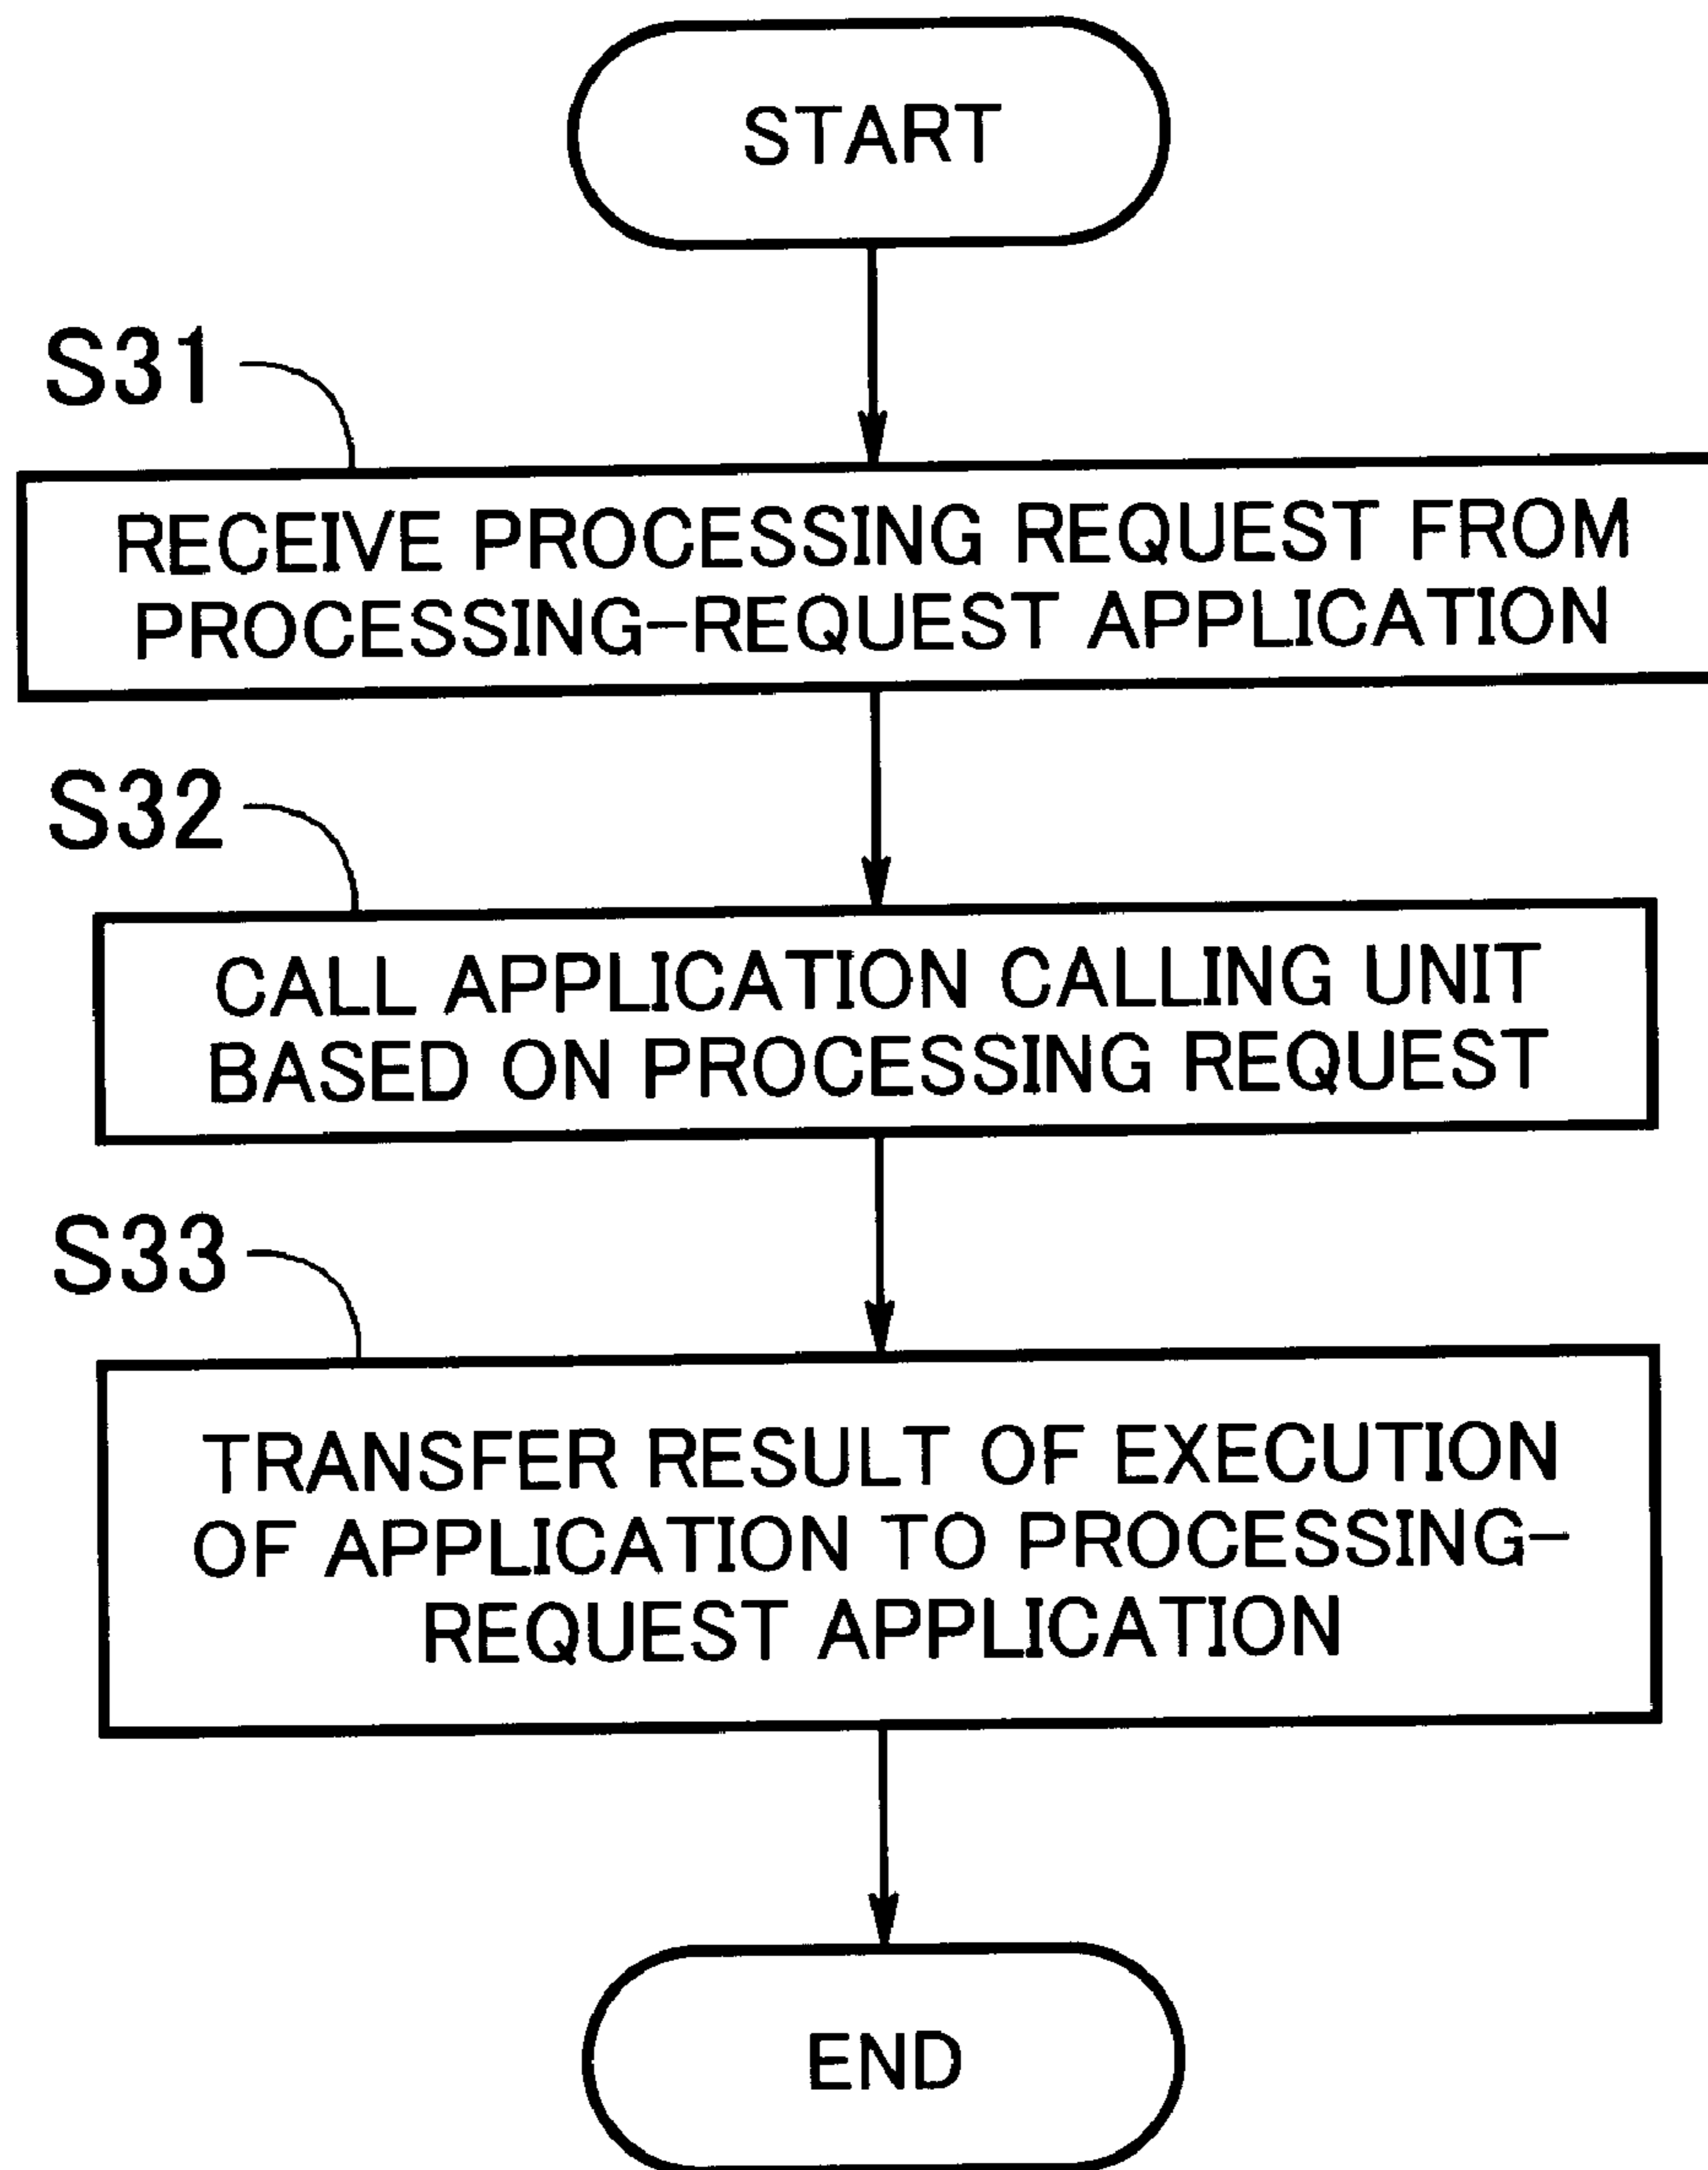 START
S31
RECEIVE PROCESSING REQUEST FROM
PROCESSING-REQUEST APPLICATION
S32
CALL APPLICATION CALLING UNIT
BASED ON PROCESSING REQUEST
S33
TRANSFER RESULT OF EXECUTION
OF APPLICATION TO PROCESSING-
REQUEST APPLICATION
END